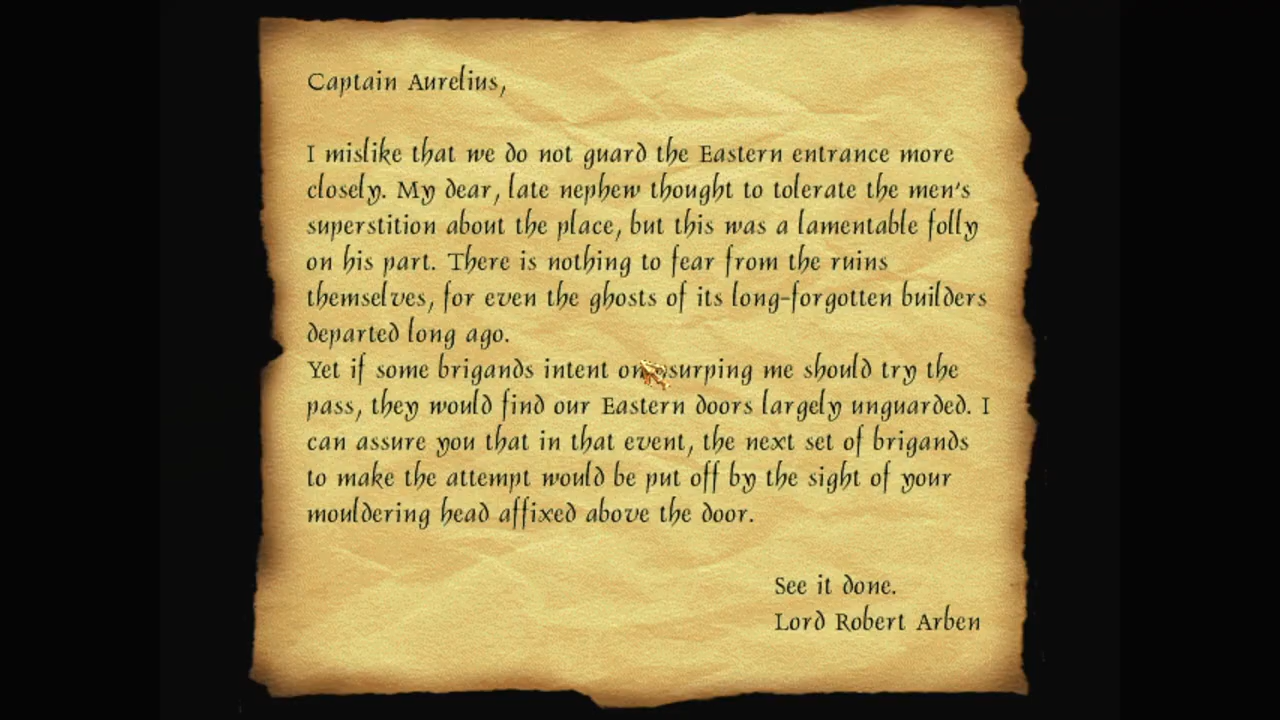 Captain Aurelius,
I mislike that we do not guard the Eastern entrance more
closely. My dear, late nephew thought to tolerate the men's
superstition about the place, but this was a lamentable folly
on his part. There is nothing to fear from the ruins
themselves, for even the ghosts of its long-forgotten builders
departed long ago.
Yet if some brigands intent on usurping me should try the
pass, they would find our Eastern doors largely unguarded. I
can assure you that in that event, the next set of brigands
to make the attempt would be put off by the sight of your
mouldering head affixed above the door.
See it done.
Lord Robert Arben